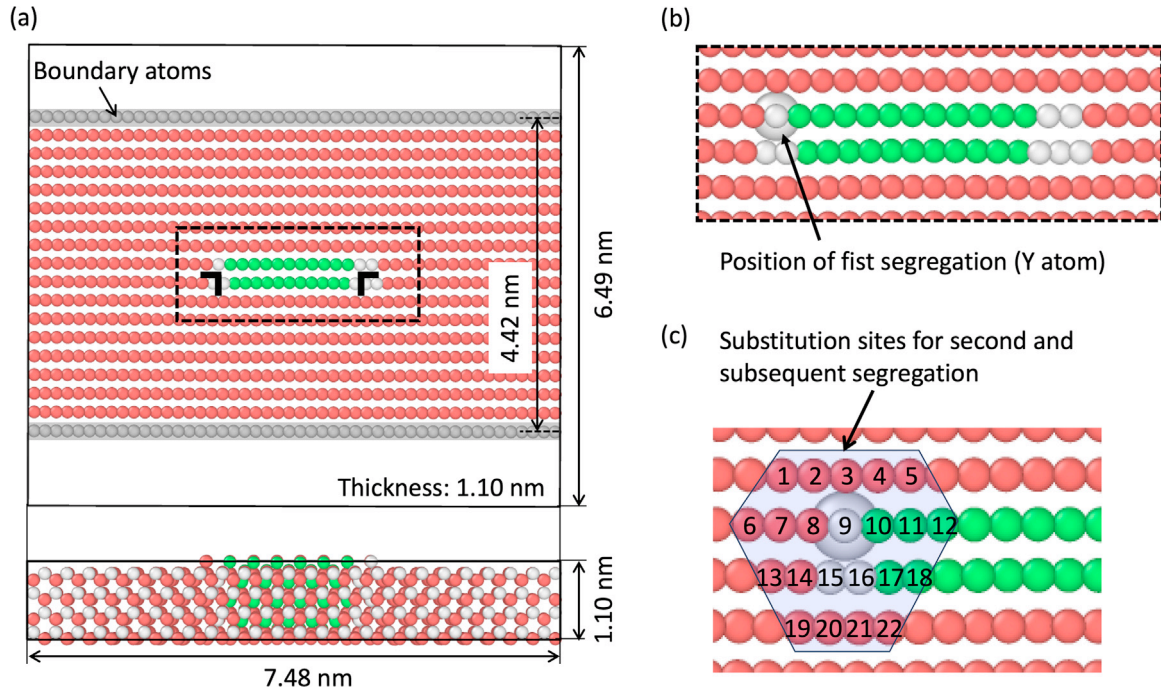 (a)
Boundary atoms
4.42 nm
6.49 nm
Thickness: 1.10 nm
1.10 nm
7.48 nm
(b)
Position of fist segregation (Y atom)
(c)
Substitution sites for second and
subsequent segregation
1 2 3 4 5
6 7 8 9 10 11 12
13 14 15 16 17 18
19 20 21 22